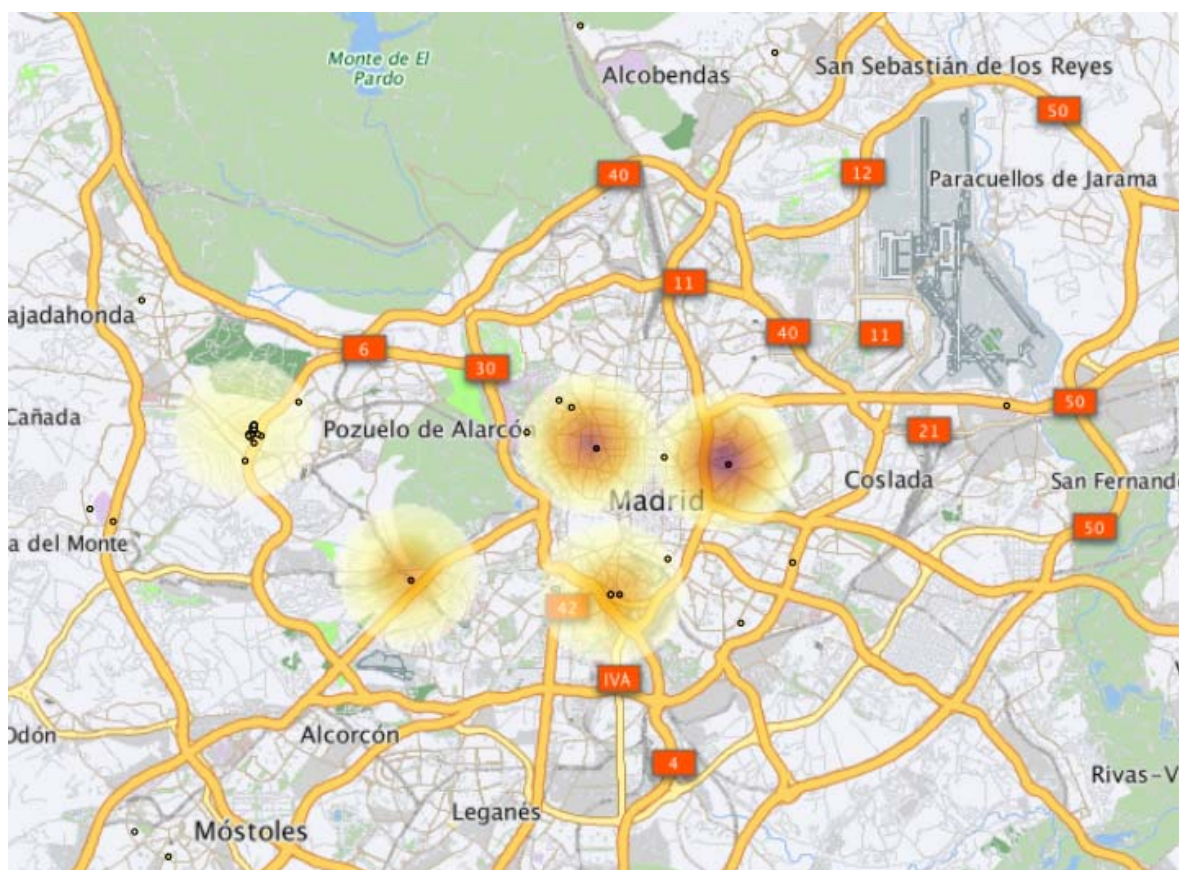 Monte de El
Pardo
Alcobendas
San Sebastián de los Reyes
50
40
12
Paracuellos de Jarama
11
ajadahonda
6
40
11
30
50
Cañada
Pozuelo de Alarcón
21
Coslada
San Fernando
Madrid
50
a del Monte
42
IVA
Odón
Alcorcón
4
Rivas-V
Leganés
Móstoles